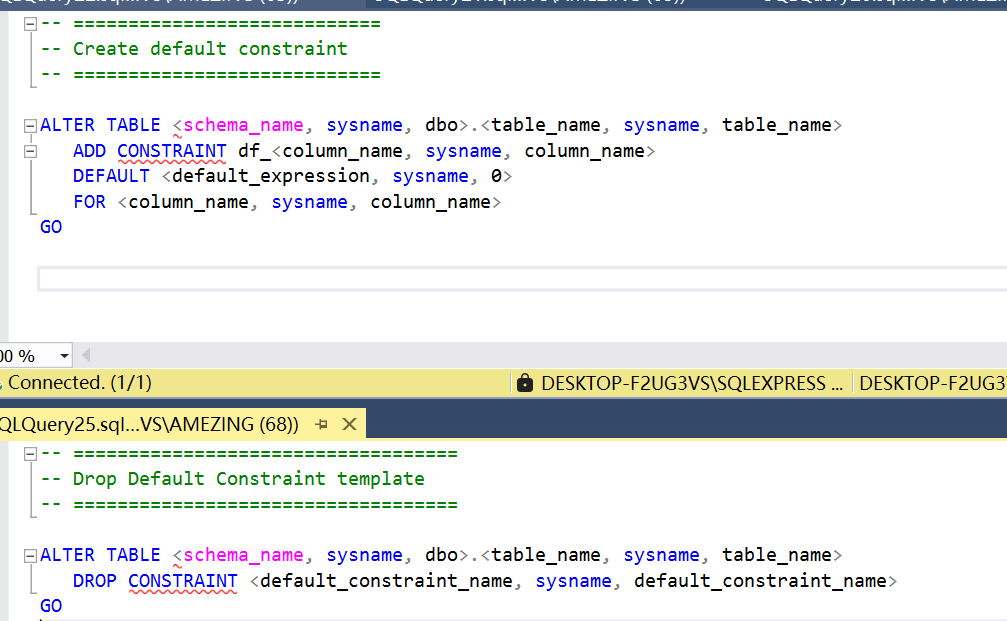 -- ============================
-- Create default constraint
-- ============================
ALTER TABLE <schema_name, sysname, dbo>.<table_name, sysname, table_name>
ADD CONSTRAINT df_<column_name, sysname, column_name>
DEFAULT <default_expression, sysname, 0>
FOR <column_name, sysname, column_name>
GO
00 %
Connected. (1/1) DESKTOP-F2UG3VS\SQLEXPRESS ... DESKTOP-F2UG3
QLQuery25.sql...VS\AMEZING (68))
-- ===================================
-- Drop Default Constraint template
-- ===================================
ALTER TABLE <schema_name, sysname, dbo>.<table_name, sysname, table_name>
DROP CONSTRAINT <default_constraint_name, sysname, default_constraint_name>
GO